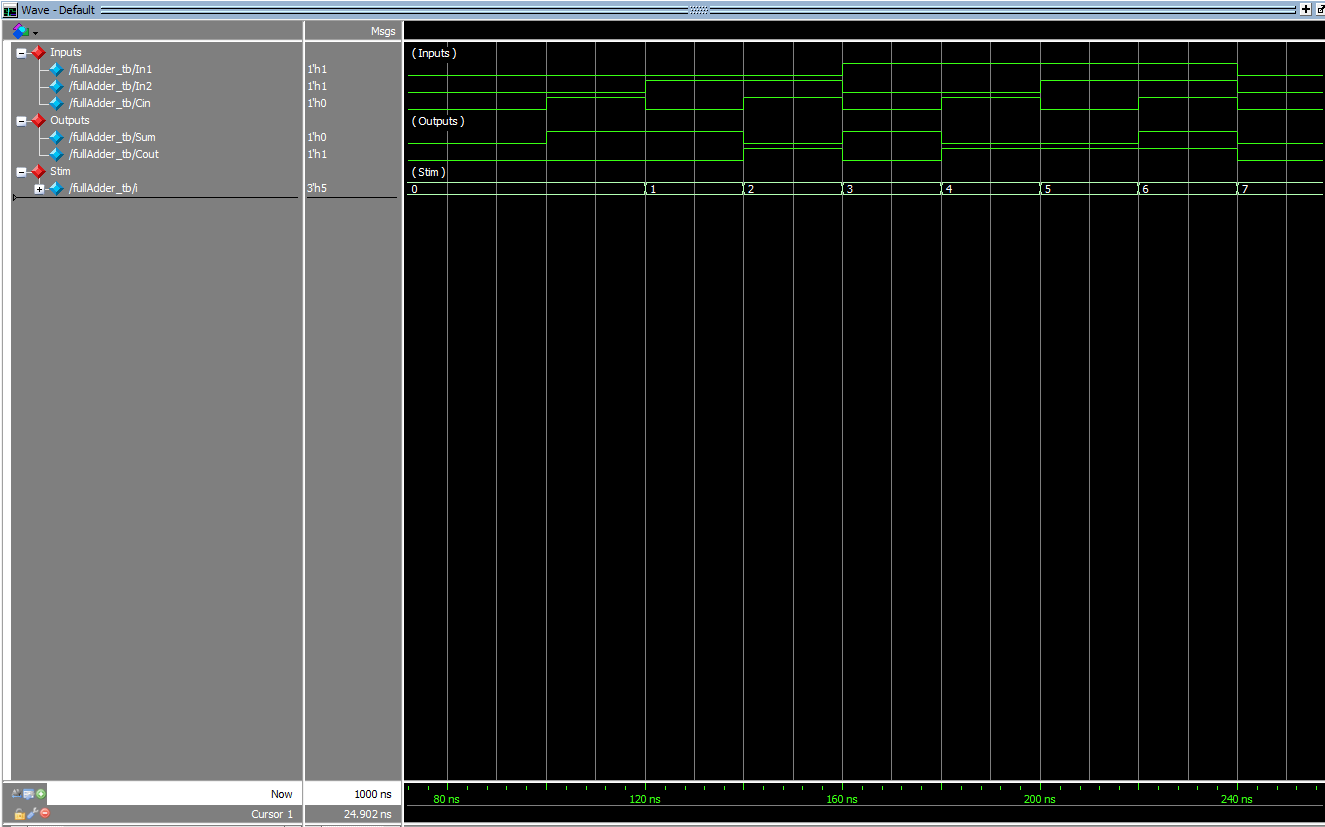 Wave - Default
Msgs
Inputs
(Inputs)
/fullAdder_tb/In1 1'h1
/fullAdder_tb/In2 1'h1
/fullAdder_tb/Cin 1'h0
Outputs
(Outputs)
/fullAdder_tb/Sum 1'h0
/fullAdder_tb/Cout 1'h1
Stim
(Stim)
/fullAdder_tb/i 3'h5 0 1 2 3 4 5 6 7
Now 1000 ns
80 ns 120 ns 160 ns 200 ns 240 ns
Cursor 1 24.902 ns